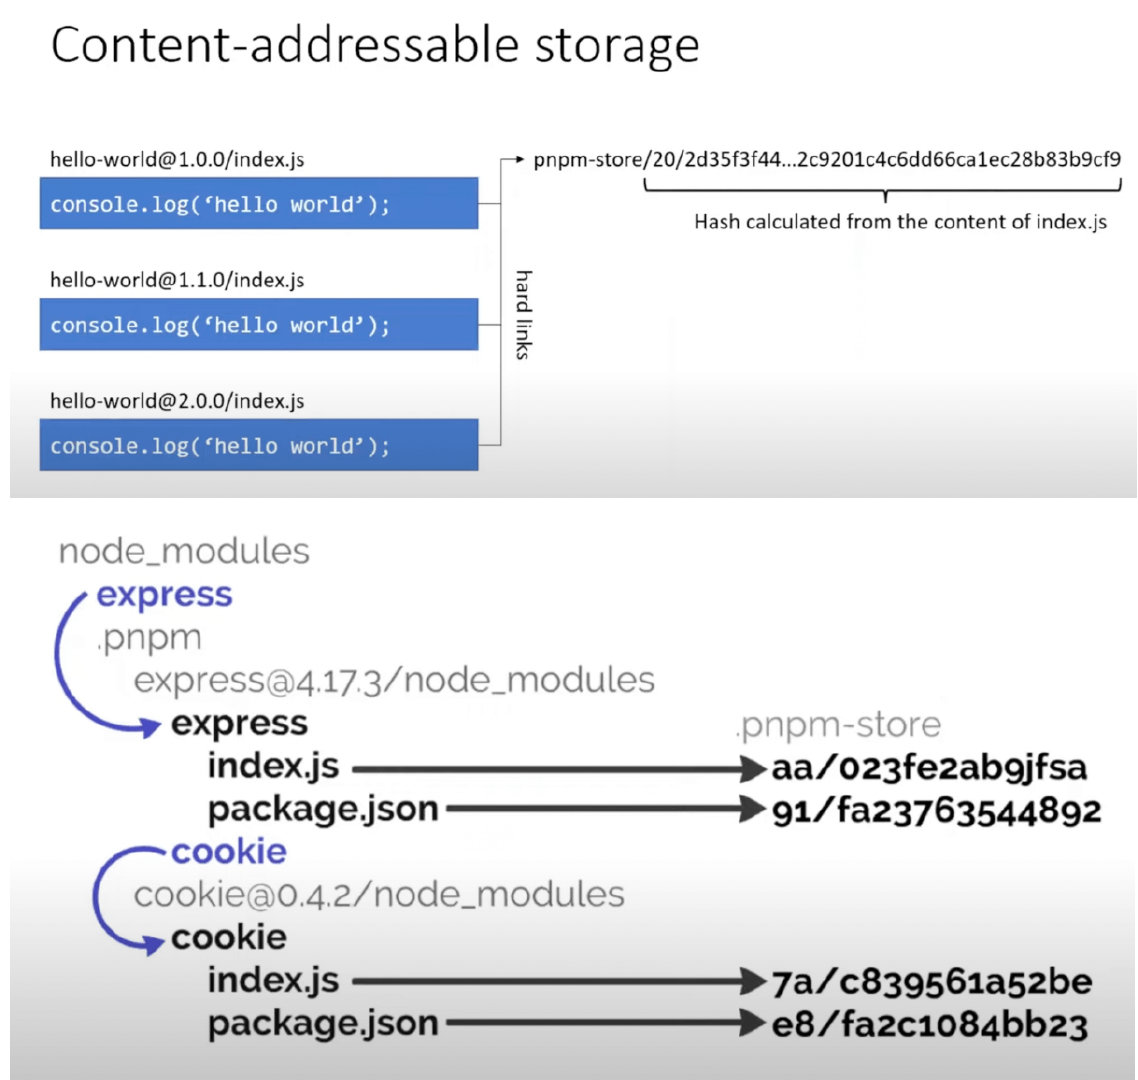 Content-addressable storage
hello-world@1.0.0/index.js
console.log(‘hello world’);
pnpm-store/20/2d35f3f44...2c9201c4c6dd66ca1ec28b83b9cf9
Hash calculated from the content of index.js
hello-world@1.1.0/index.js
console.log(‘hello world’);
hard links
hello-world@2.0.0/index.js
console.log(‘hello world’);
node_modules
express
.pnpm
express@4.17.3/node_modules
express
.pnpm-store
index.js
aa/023fe2ab9jfsa
package.json
91/fa23763544892
cookie
cookie@0.4.2/node_modules
cookie
index.js
7a/c839561a52be
package.json
e8/fa2c1084bb23